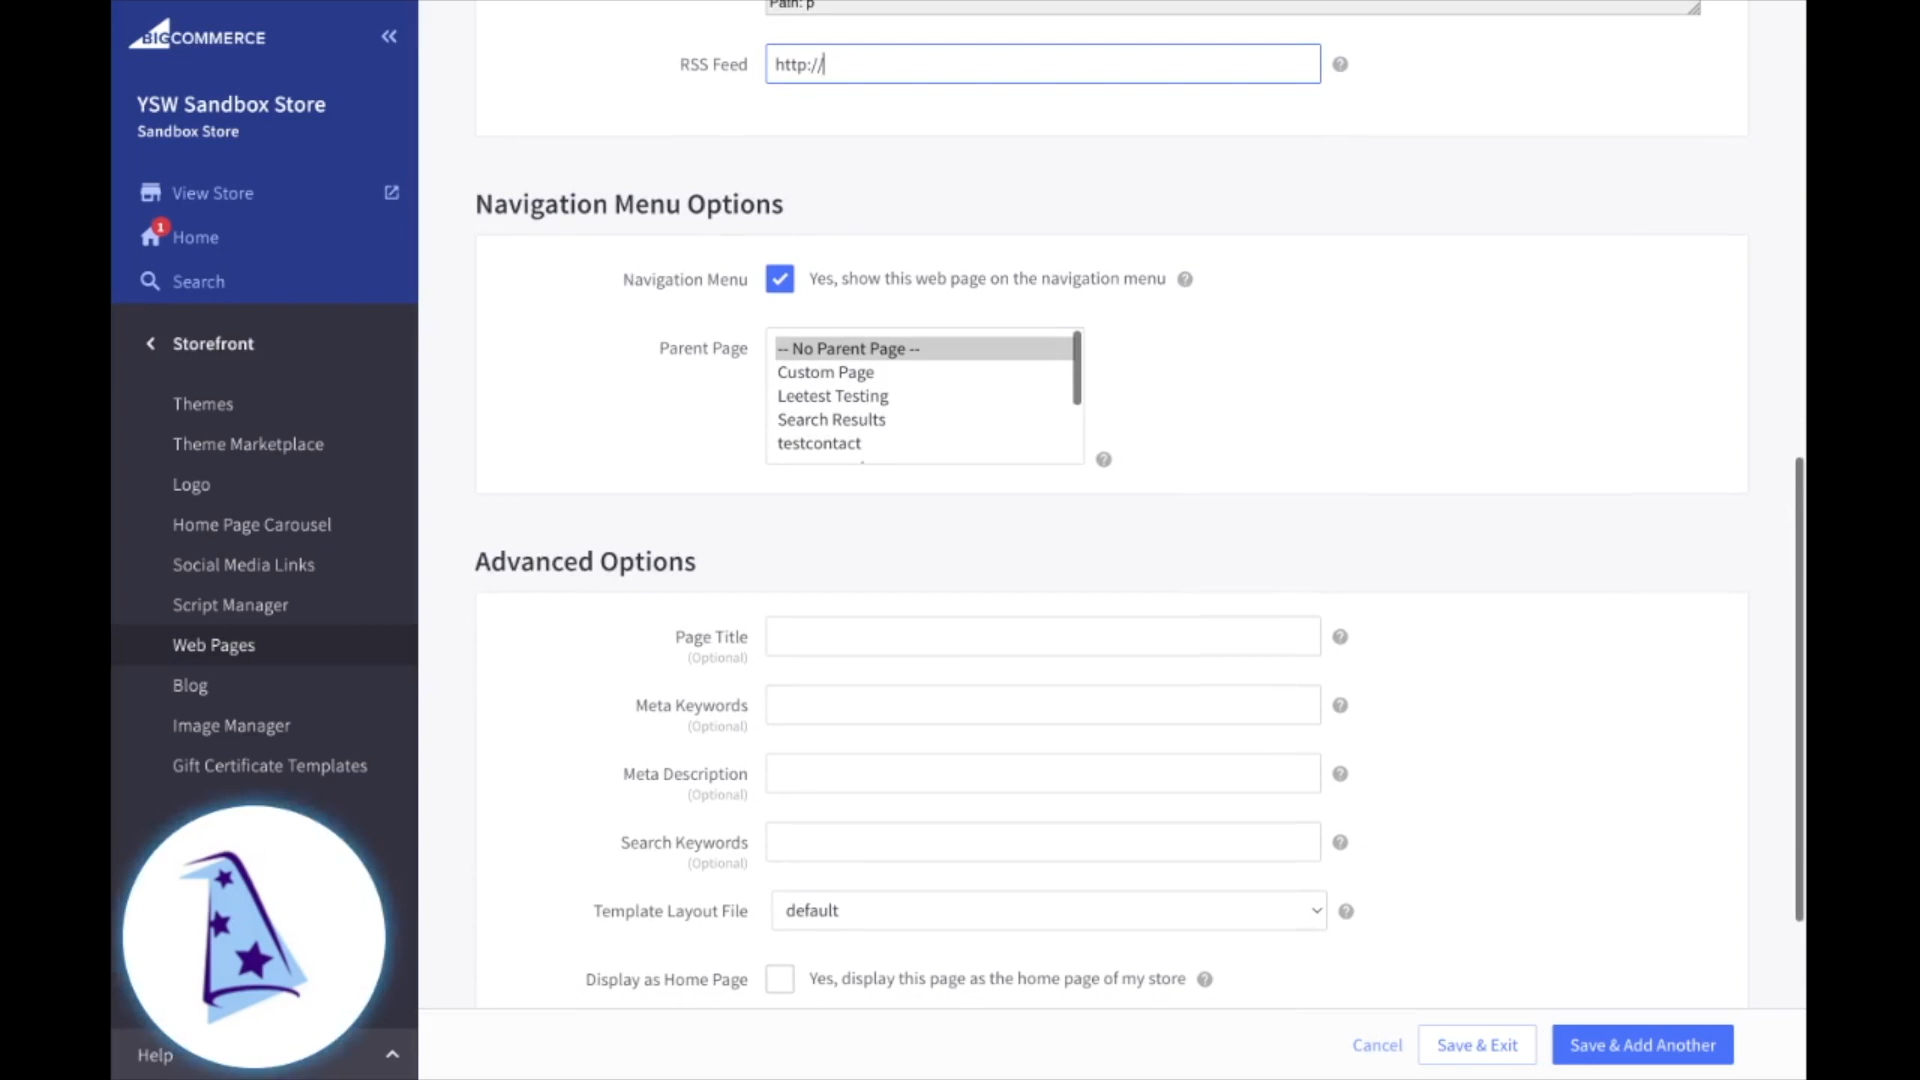 BIGCOMMERCE
YSW Sandbox Store
Sandbox Store
View Store
1
Home
Search
Storefront
Themes
Theme Marketplace
Logo
Home Page Carousel
Social Media Links
Script Manager
Web Pages
Blog
Image Manager
Gift Certificate Templates
Help
Path: p
RSS Feed
http://
Navigation Menu Options
Navigation Menu
Yes, show this web page on the navigation menu
Parent Page
-- No Parent Page --
Custom Page
Leetest Testing
Search Results
testcontact
Advanced Options
Page Title
(Optional)
Meta Keywords
(Optional)
Meta Description
(Optional)
Search Keywords
(Optional)
Template Layout File
default
Display as Home Page
Yes, display this page as the home page of my store
Cancel
Save & Exit
Save & Add Another